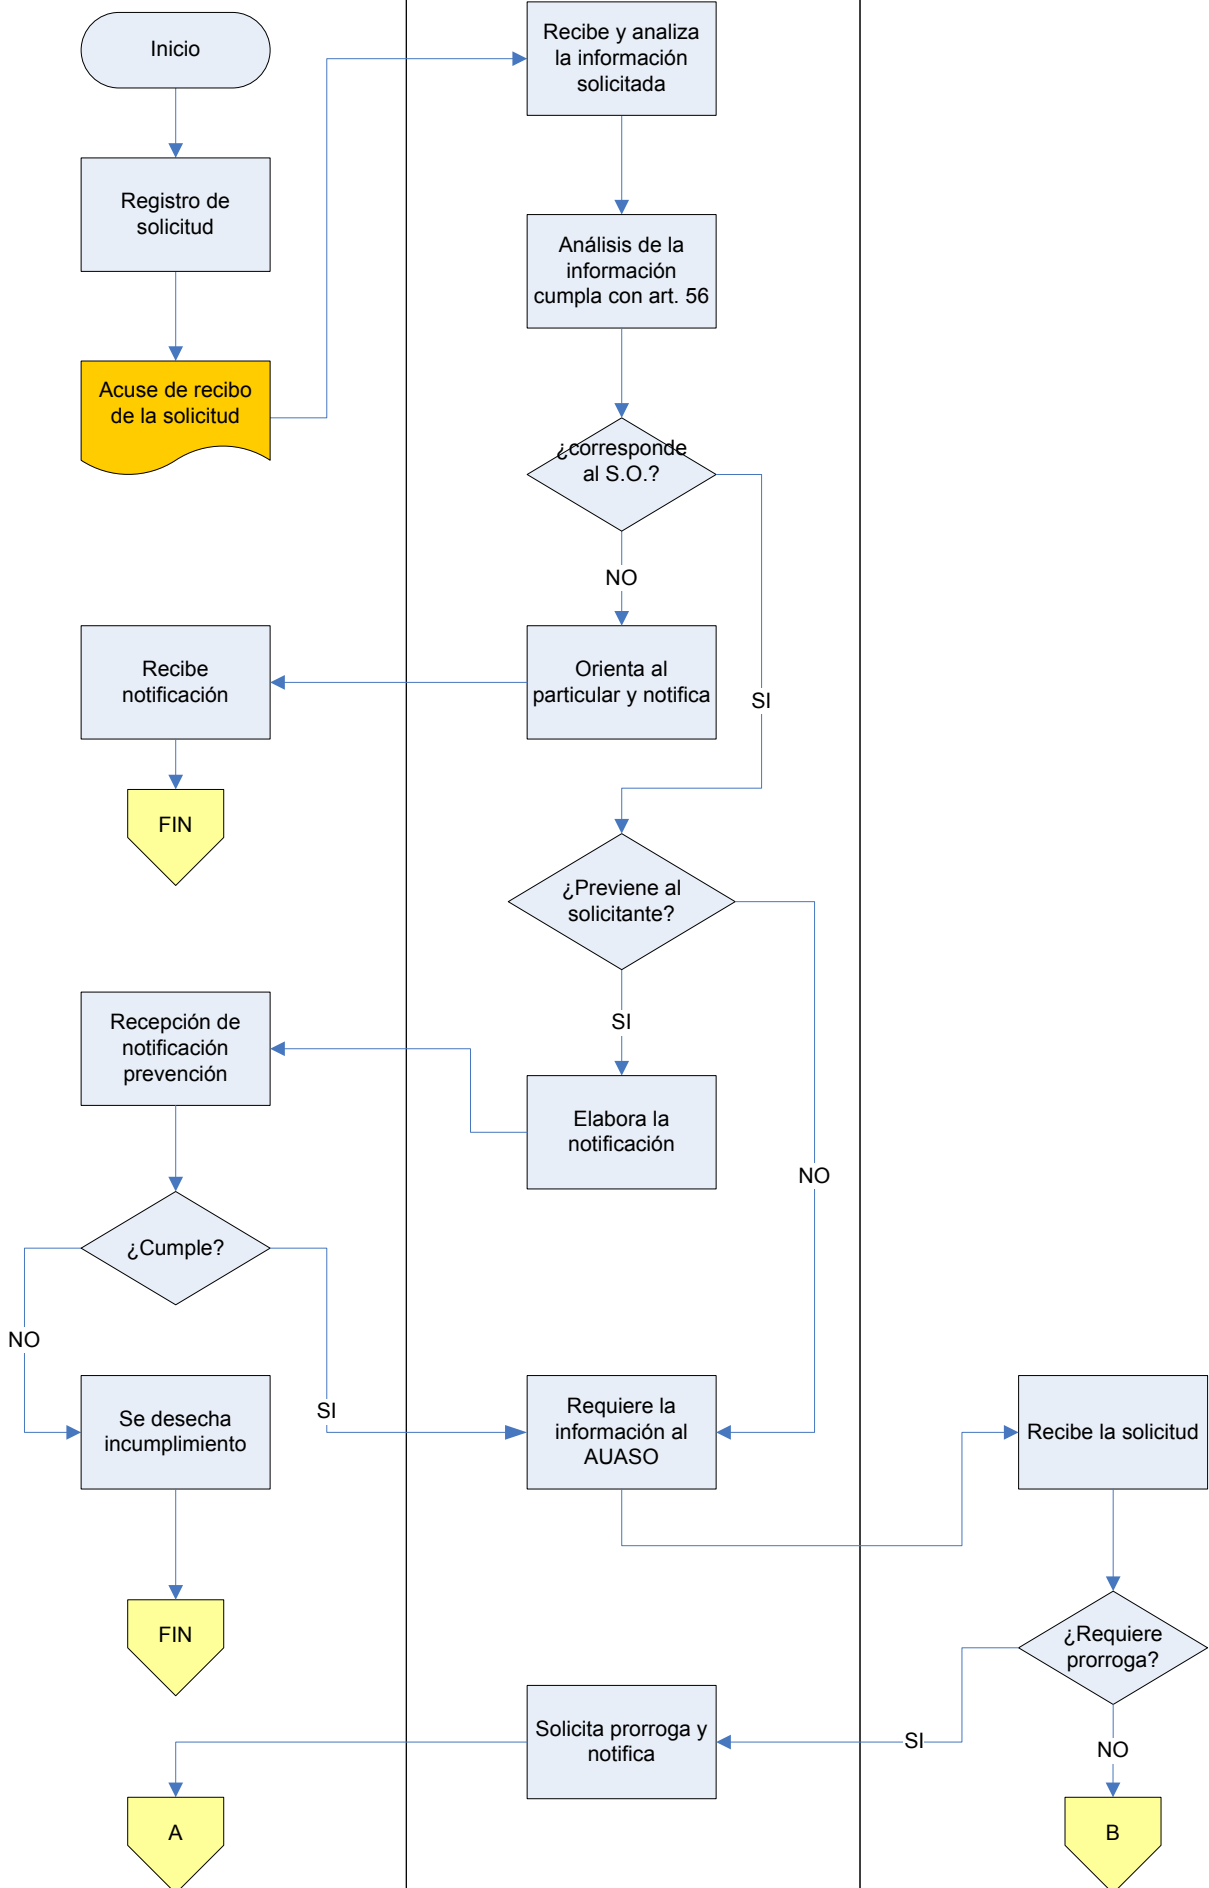 Inicio
Recibe y analiza
la información
solicitada
Registro de
solicitud
Análisis de la
información
cumpla con art. 56
Acuse de recibo
de la solicitud
¿corresponde
al S.O.?
NO
SI
Recibe
notificación
Orienta al
particular y notifica
FIN
¿Previene al
solicitante?
SI
NO
Recepción de
notificación
prevención
Elabora la
notificación
¿Cumple?
NO
SI
Se desecha
incumplimiento
Requiere la
información al
AUASO
Recibe la solicitud
FIN
¿Requiere
prorroga?
Solicita prorroga y
notifica
SI
NO
A
B